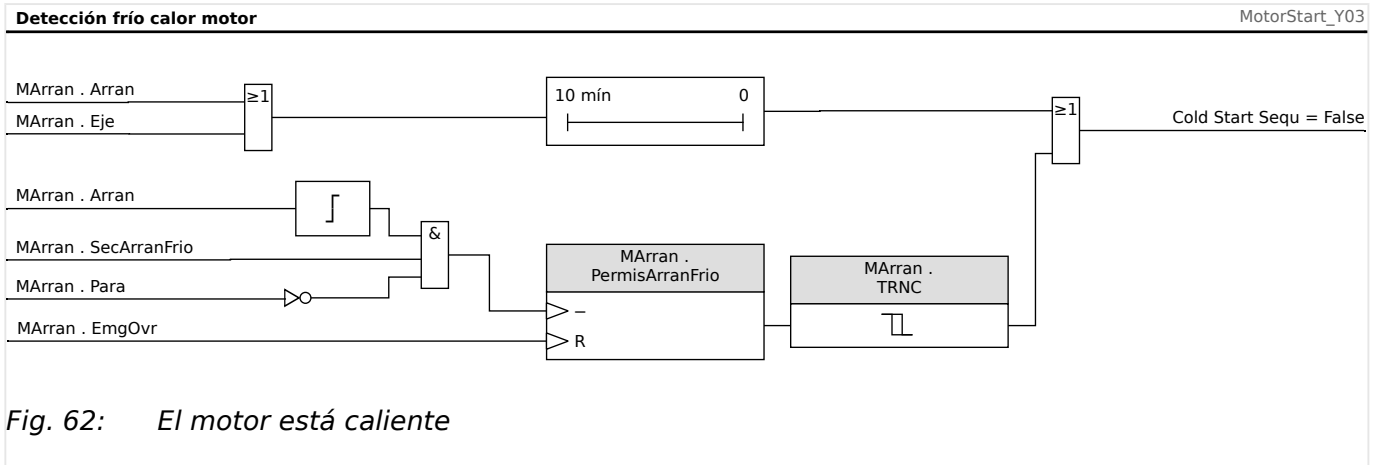 Detección frío calor motor
MotorStart_Y03
MArran . Arran
≥1
MArran . Eje
10 mín 0
≥1
Cold Start Sequ = False
MArran . Arran
MArran . SecArranFrio
&
MArran . Para
MArran . EmgOvr
MArran .
PermisArranFrio
–
R
MArran .
TRNC
Fig. 62: El motor está caliente